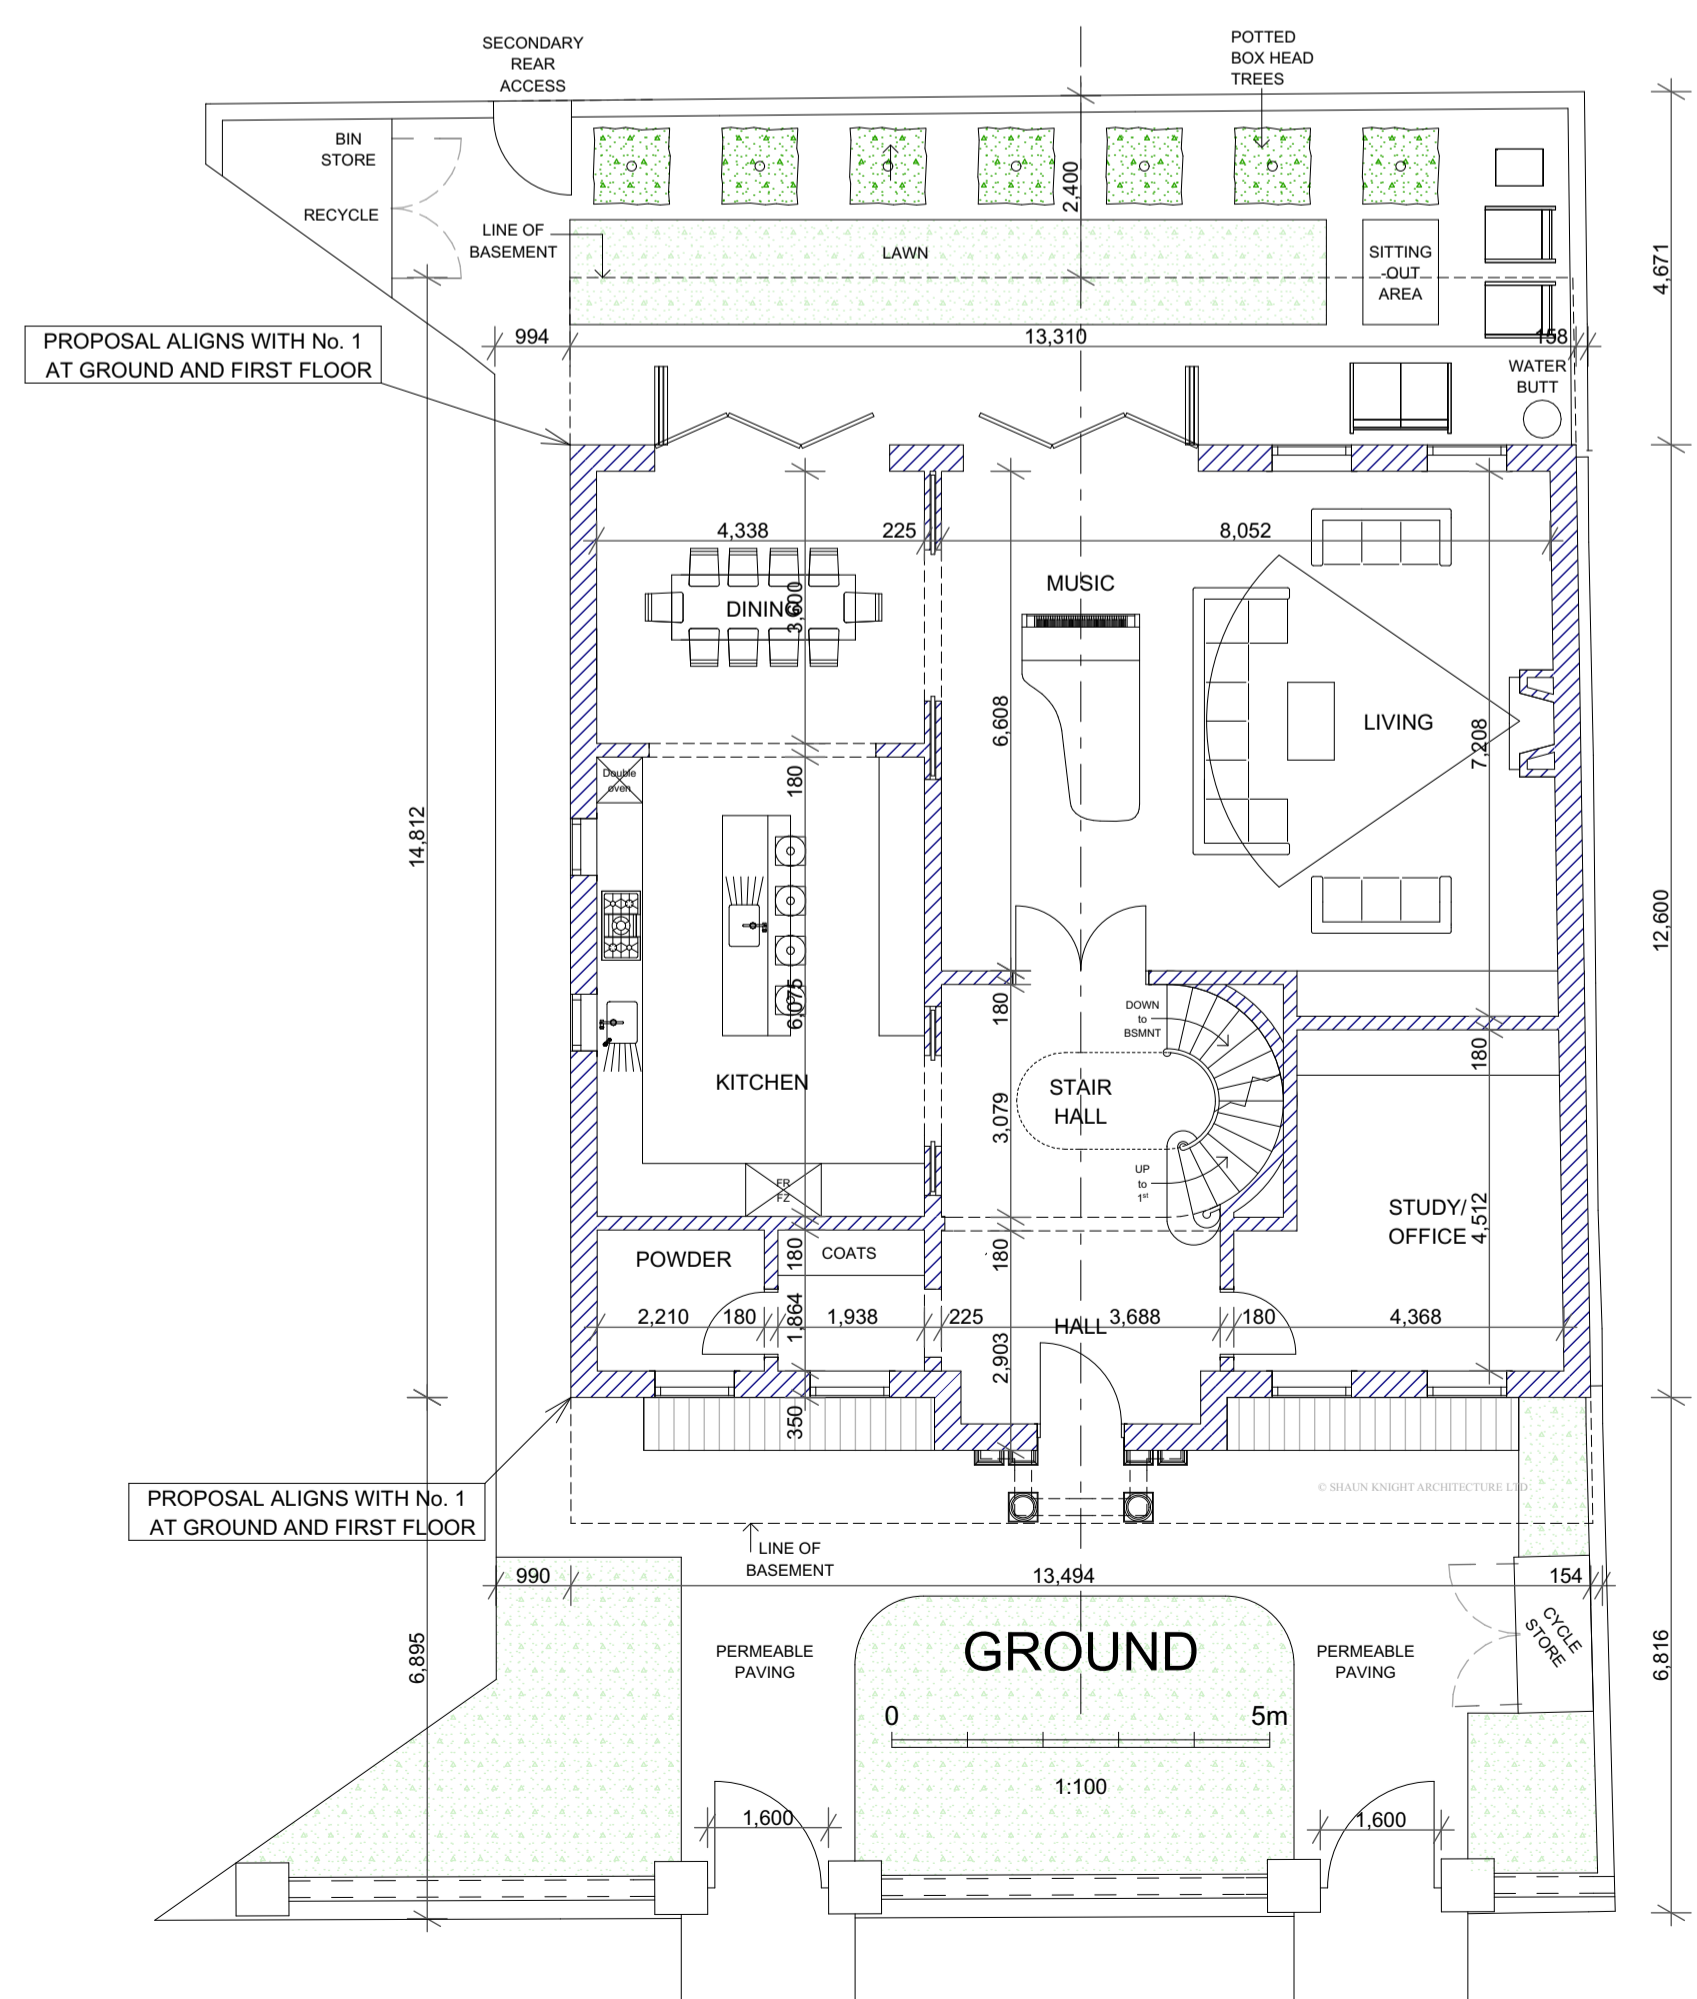 SECONDARY
REAR
ACCESS
POTTED
BOX HEAD
TREES
BIN
STORE
RECYCLE
2,400
LINE OF
BASEMENT
LAWN
SITTING
-OUT
AREA
4,671
PROPOSAL ALIGNS WITH No. 1
AT GROUND AND FIRST FLOOR
994
13,310
158
WATER
BUTT
4,338
225
8,052
MUSIC
DINING
3,600
6,608
LIVING
7,208
Double
oven
180
14,812
12,600
6,075
180
DOWN
to
BSMNT
180
KITCHEN
STAIR
HALL
3,079
UP
to
1st
FR
FZ
STUDY/
OFFICE
4,512
POWDER
180
COATS
180
2,210
180
1,864
1,938
225
HALL
3,688
180
4,368
2,903
350
PROPOSAL ALIGNS WITH No. 1
AT GROUND AND FIRST FLOOR
© SHAUN KNIGHT ARCHITECTURE LTD
LINE OF
BASEMENT
990
13,494
154
CYCLE
STORE
6,895
PERMEABLE
PAVING
GROUND
PERMEABLE
PAVING
6,816
0
5m
1:100
1,600
1,600